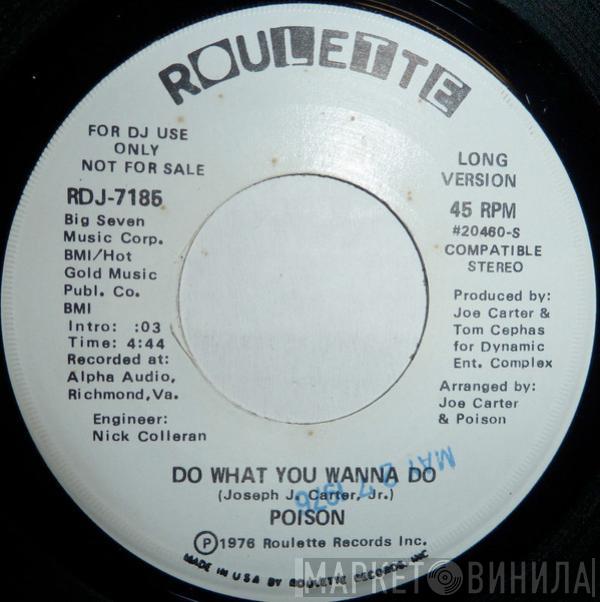 ROULETTE
FOR DJ USE
ONLY
NOT FOR SALE
RDJ-7185
Big Seven
Music Corp.
BMI/Hot
Gold Music
Publ. Co.
BMI
Intro: :03
Time: 4:44
Recorded at:
Alpha Audio,
Richmond,Va.
Engineer:
Nick Colleran
LONG
VERSION
45 RPM
#20460-S
COMPATIBLE
STEREO
Produced by:
Joe Carter &
Tom Cephas
for Dynamic
Ent. Complex
Arranged by:
Joe Carter
& Poison
MAY 27 1976
DO WHAT YOU WANNA DO
(Joseph J. Carter, Jr.)
POISON
Ⓟ1976 Roulette Records Inc.
MADE IN USA BY ROULETTE RECORDS, INC.
МАРКЕТ ВИНИЛА